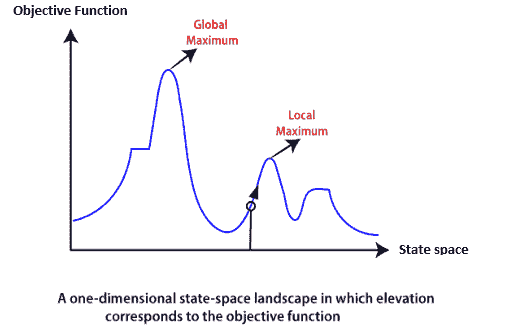 Objective Function
Global
Maximum
Local
Maximum
State space
A one-dimensional state-space landscape in which elevation
corresponds to the objective function